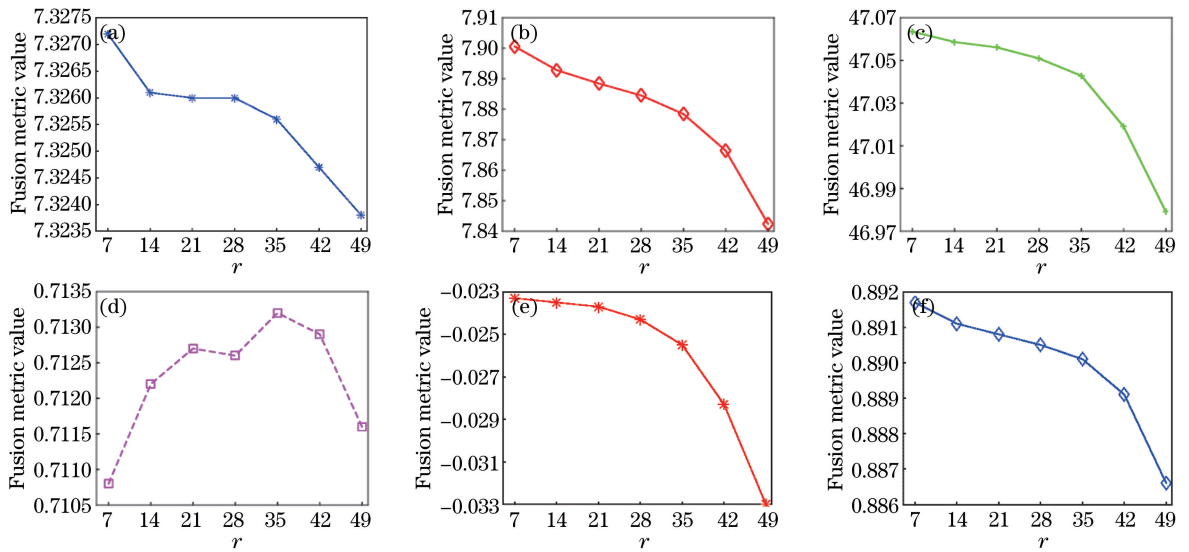 (a)
Fusion metric value
7.3275
7.3270
7.3265
7.3260
7.3255
7.3250
7.3245
7.3240
7.3235
7 14 21 28 35 42 49
r
(b)
Fusion metric value
7.91
7.90
7.89
7.88
7.87
7.86
7.85
7.84
7 14 21 28 35 42 49
r
(c)
Fusion metric value
47.07
47.05
47.03
47.01
46.99
46.97
7 14 21 28 35 42 49
r
(d)
Fusion metric value
0.7135
0.7130
0.7125
0.7120
0.7115
0.7110
0.7105
7 14 21 28 35 42 49
r
(e)
Fusion metric value
−0.023
−0.025
−0.027
−0.029
−0.031
−0.033
7 14 21 28 35 42 49
r
(f)
Fusion metric value
0.892
0.891
0.890
0.889
0.888
0.887
0.886
7 14 21 28 35 42 49
r